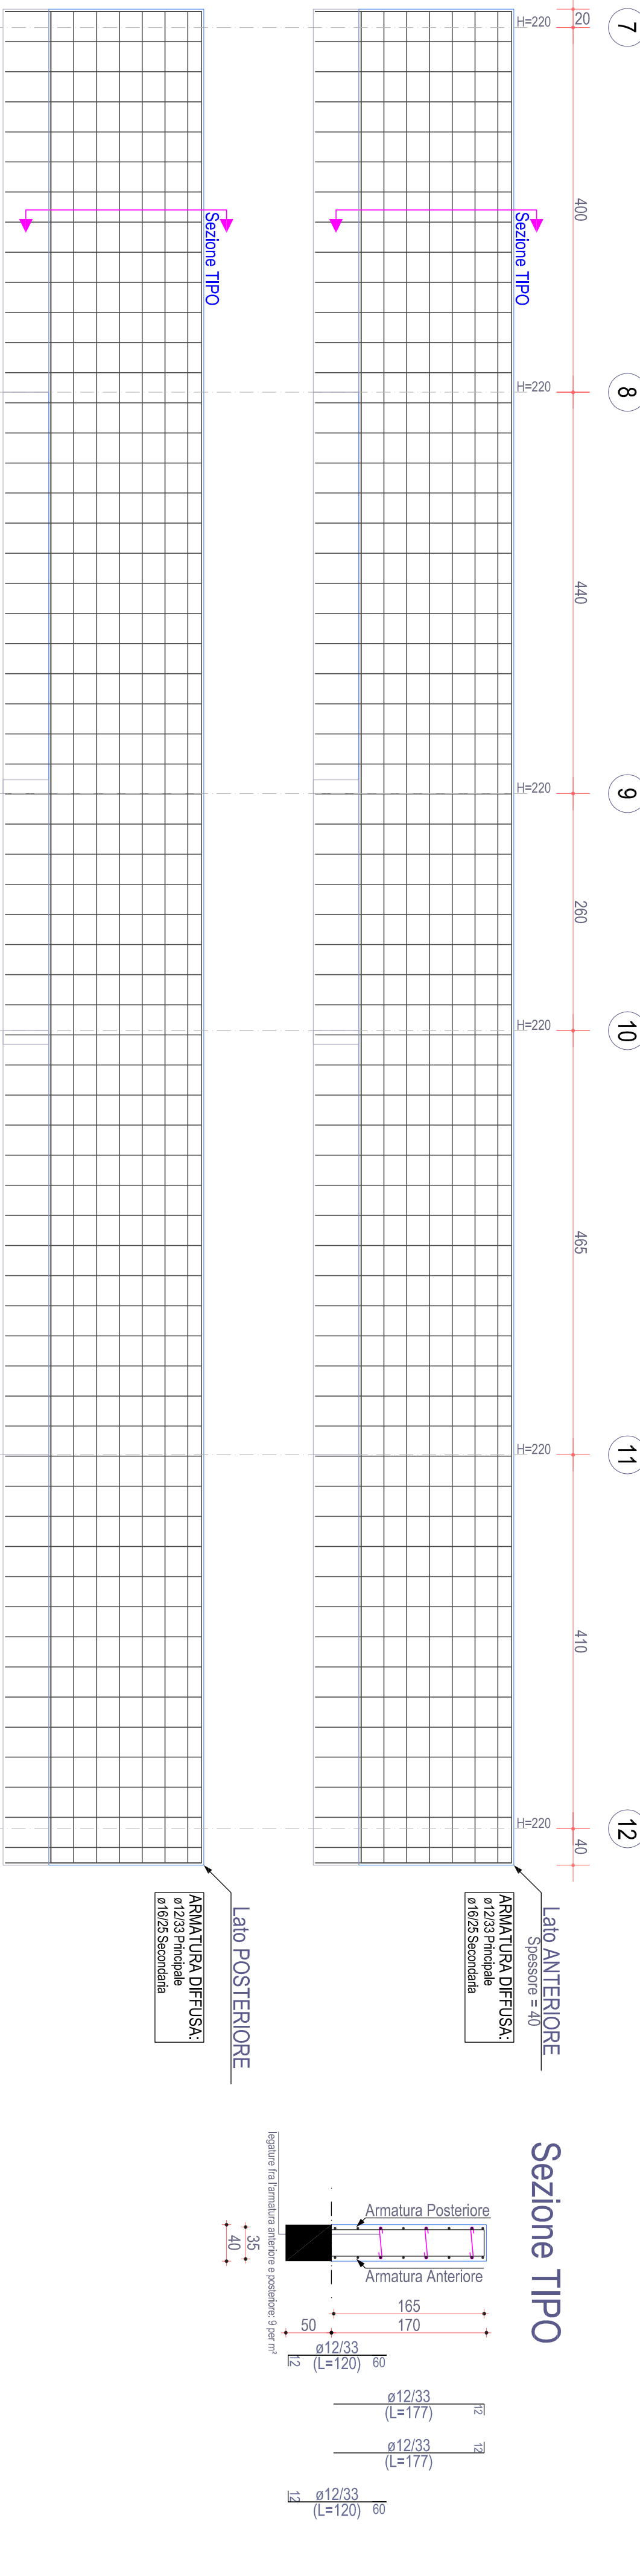 7
8
9
10
11
12
20
400
440
260
465
410
40
H=220
H=220
H=220
H=220
H=220
H=220
Sezione TIPO
Sezione TIPO
Lato ANTERIORE
Spessore = 40
ARMATURA DIFFUSA:
ø12/33 Principale
ø16/25 Secondaria
Lato POSTERIORE
ARMATURA DIFFUSA:
ø12/33 Principale
ø16/25 Secondaria
Sezione TIPO
Armatura Posteriore
Armatura Anteriore
165
50
170
35
40
legature fra l'armatura anteriore e posteriore: 9 per m²
ø12/33
(L=120)
12
60
ø12/33
(L=177)
12
ø12/33
(L=177)
12
ø12/33
(L=120)
12
60